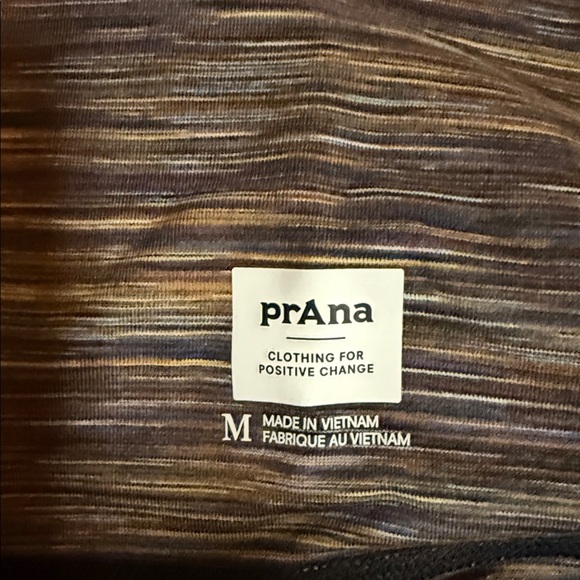 prAna
CLOTHING FOR
POSITIVE CHANGE
M MADE IN VIETNAM
FABRIQUE AU VIETNAM